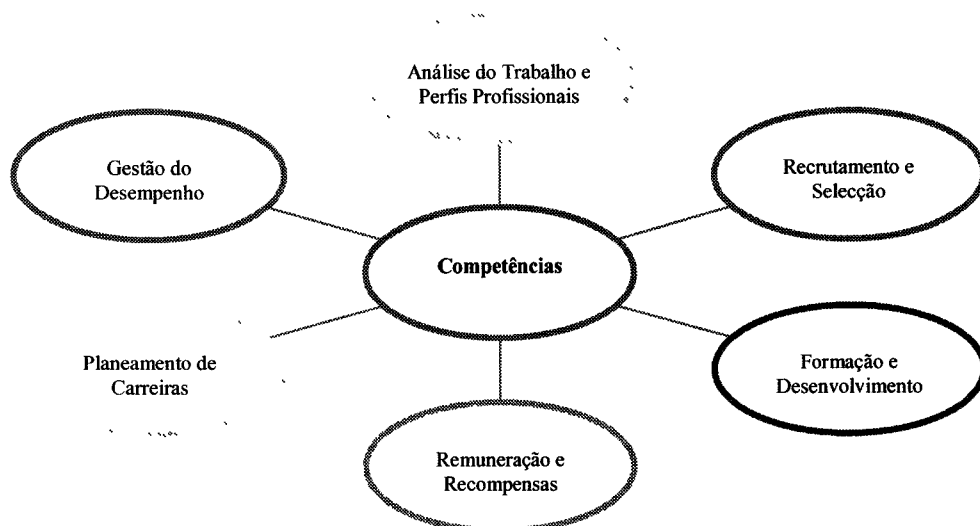 Análise do Trabalho e
Perfis Profissionais
Gestão do
Desempenho
Recrutamento e
Selecção
Competências
Planeamento de
Carreiras
Formação e
Desenvolvimento
Remuneração e
Recompensas